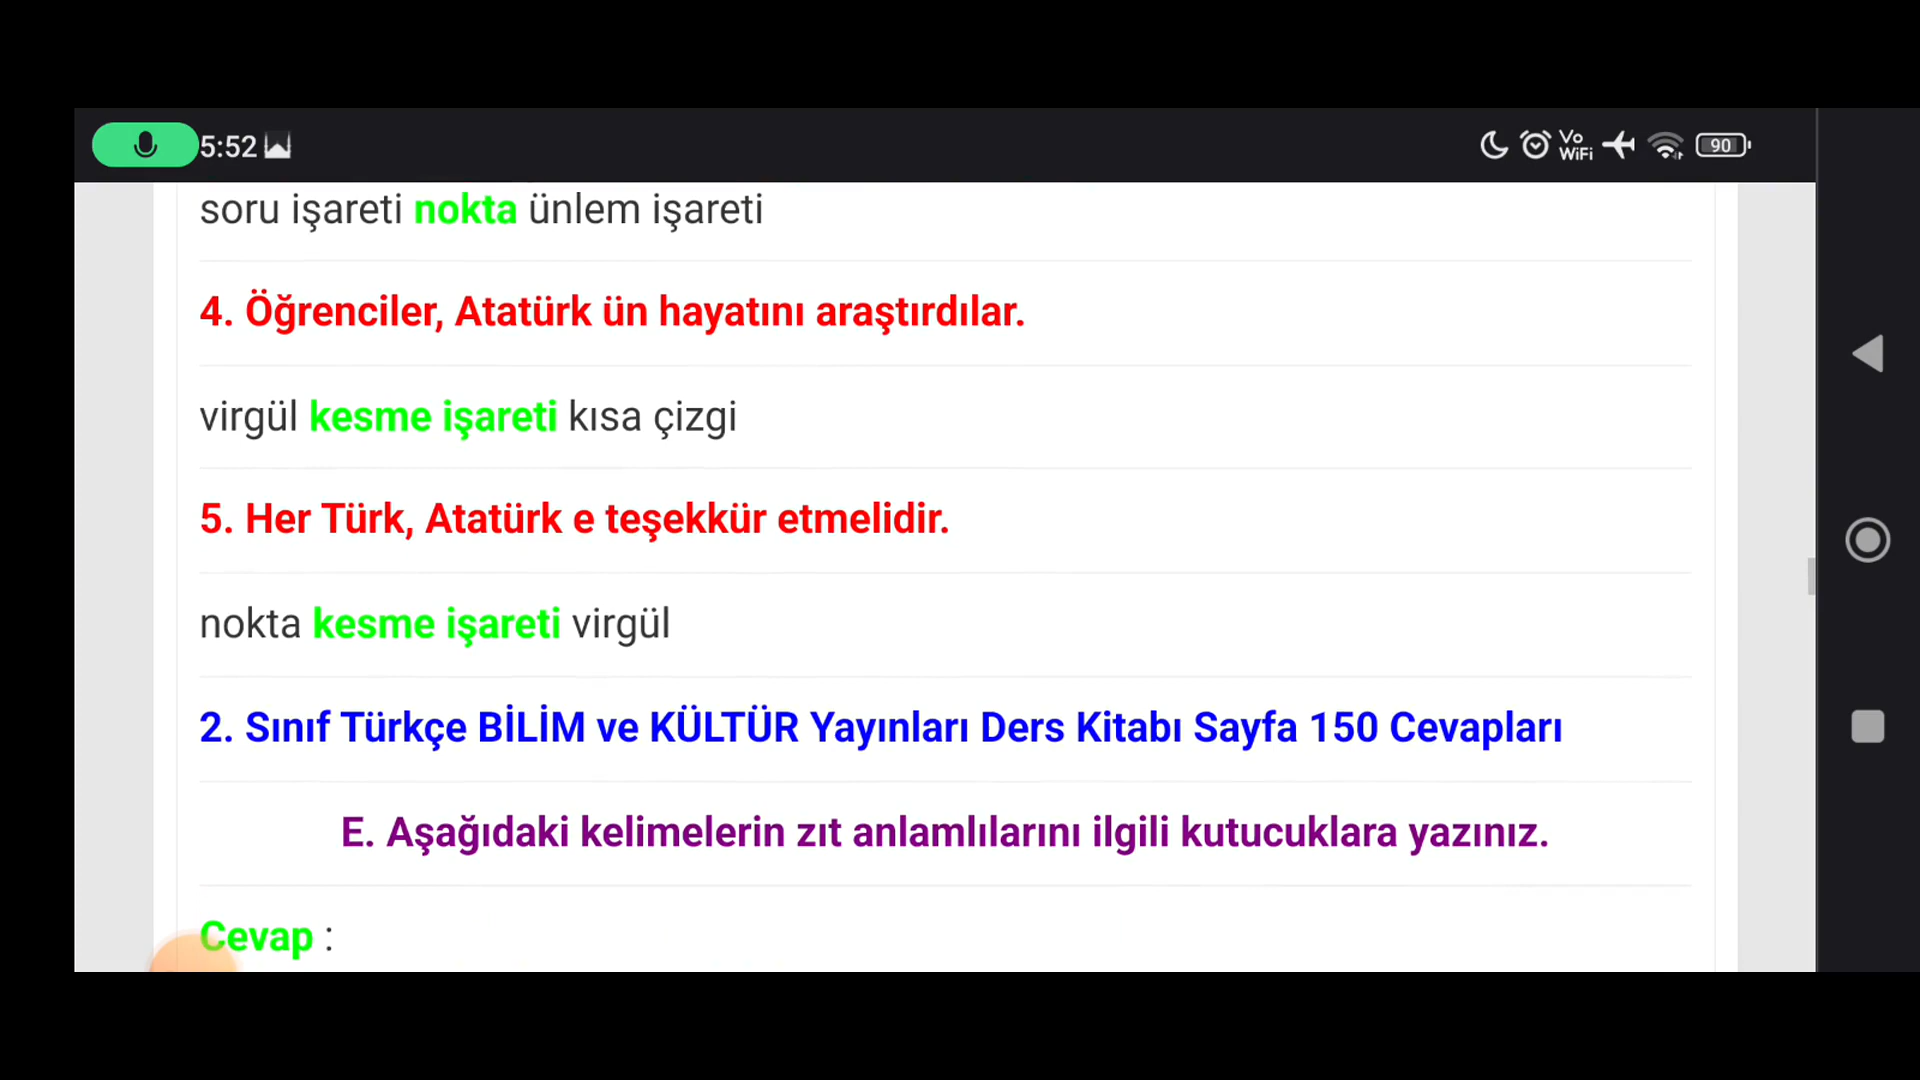 5:52
Vo
WiFi
90
soru işareti nokta ünlem işareti
4. Öğrenciler, Atatürk ün hayatını araştırdılar.
virgül kesme işareti kısa çizgi
5. Her Türk, Atatürk e teşekkür etmelidir.
nokta kesme işareti virgül
2. Sınıf Türkçe BİLİM ve KÜLTÜR Yayınları Ders Kitabı Sayfa 150 Cevapları
E. Aşağıdaki kelimelerin zıt anlamlılarını ilgili kutucuklara yazınız.
Cevap :